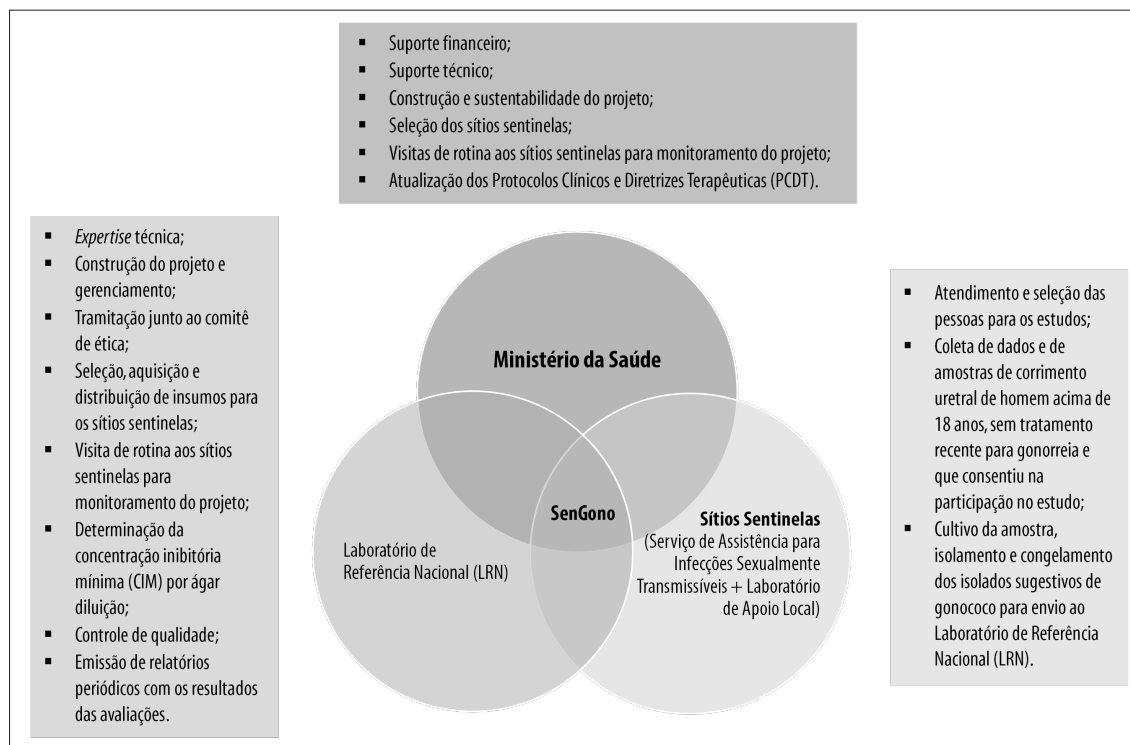 ▪ Suporte financeiro;
▪ Suporte técnico;
▪ Construção e sustentabilidade do projeto;
▪ Seleção dos sítios sentinelas;
▪ Visitas de rotina aos sítios sentinelas para monitoramento do projeto;
▪ Atualização dos Protocolos Clínicos e Diretrizes Terapêuticas (PCDT).
▪ Expertise técnica;
▪ Construção do projeto e
gerenciamento;
▪ Tramitação junto ao comitê
de ética;
▪ Seleção, aquisição e
distribuição de insumos para
os sítios sentinelas;
▪ Visita de rotina aos sítios
sentinelas para
monitoramento do projeto;
▪ Determinação da
concentração inibitória
mínima (CIM) por ágar
diluição;
▪ Controle de qualidade;
▪ Emissão de relatórios
periódicos com os resultados
das avaliações.
Ministério da Saúde
SenGono
Laboratório de
Referência Nacional (LRN)
Sítios Sentinelas
(Serviço de Assistência para
Infecções Sexualmente
Transmissíveis + Laboratório
de Apoio Local)
▪ Atendimento e seleção das
pessoas para os estudos;
▪ Coleta de dados e de
amostras de corrimento
uretral de homem acima de
18 anos, sem tratamento
recente para gonorreia e
que consentiu na
participação no estudo;
▪ Cultivo da amostra,
isolamento e congelamento
dos isolados sugestivos de
gonococo para envio ao
Laboratório de Referência
Nacional (LRN).